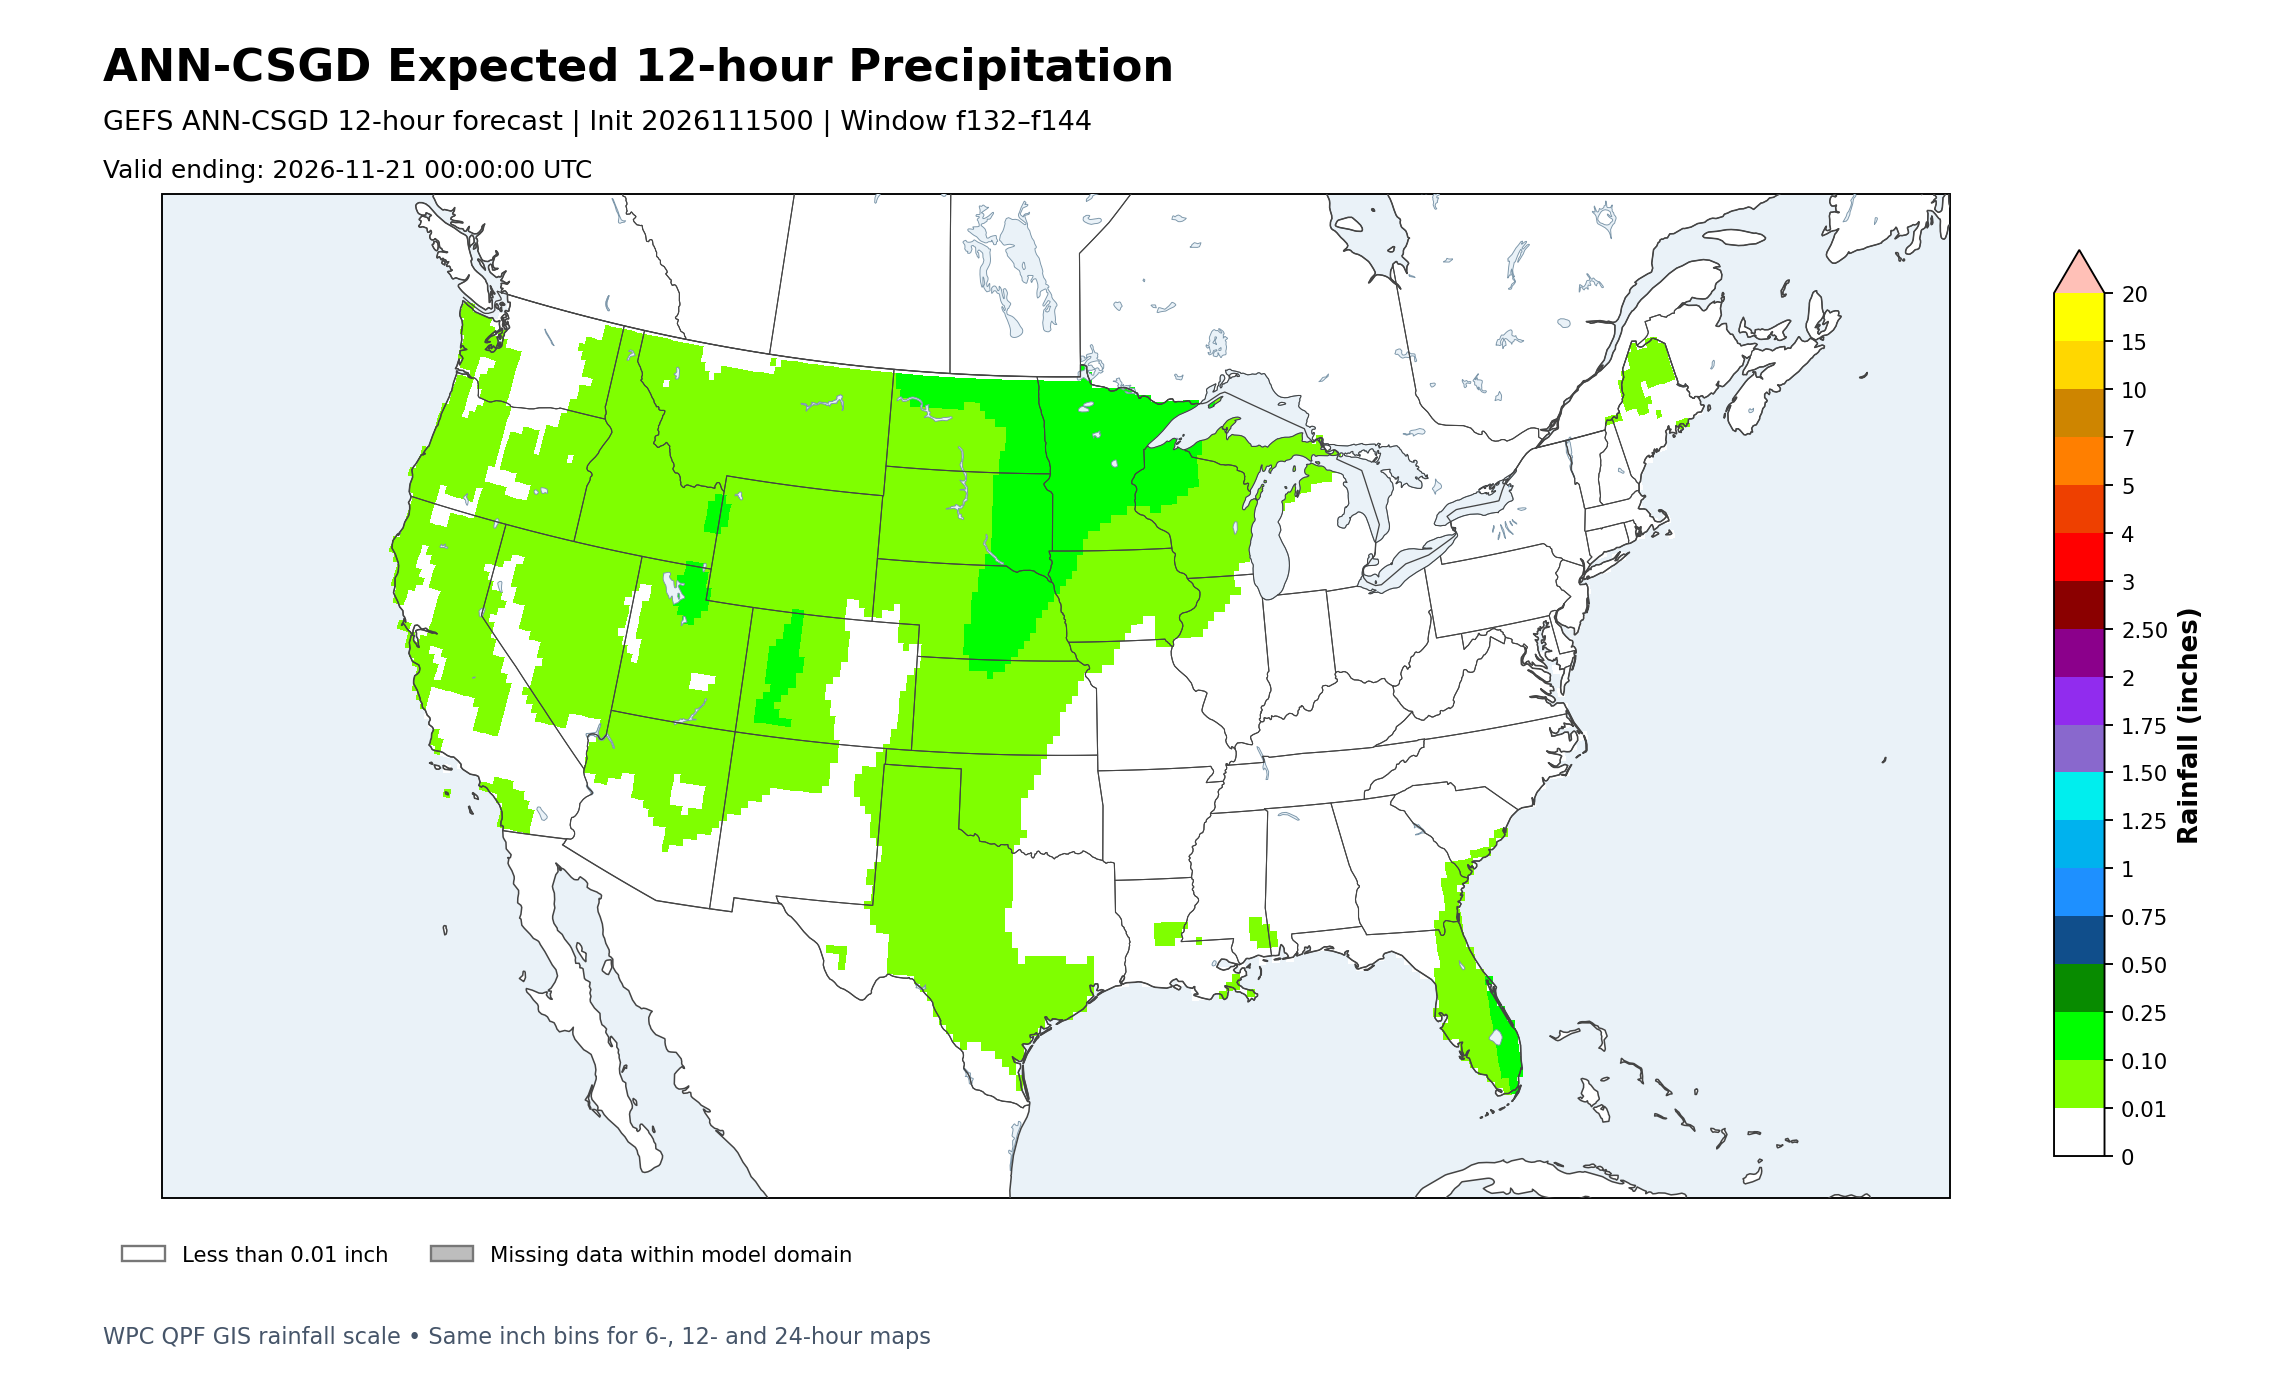 ANN-CSGD Expected 12-hour Precipitation
GEFS ANN-CSGD 12-hour forecast | Init 2026111500 | Window f132–f144
Valid ending: 2026-11-21 00:00:00 UTC
20
15
10
7
5
4
3
2.50
2
1.75
1.50
1.25
1
0.75
0.50
0.25
0.10
0.01
0
Rainfall (inches)
Less than 0.01 inch
Missing data within model domain
WPC QPF GIS rainfall scale • Same inch bins for 6-, 12- and 24-hour maps